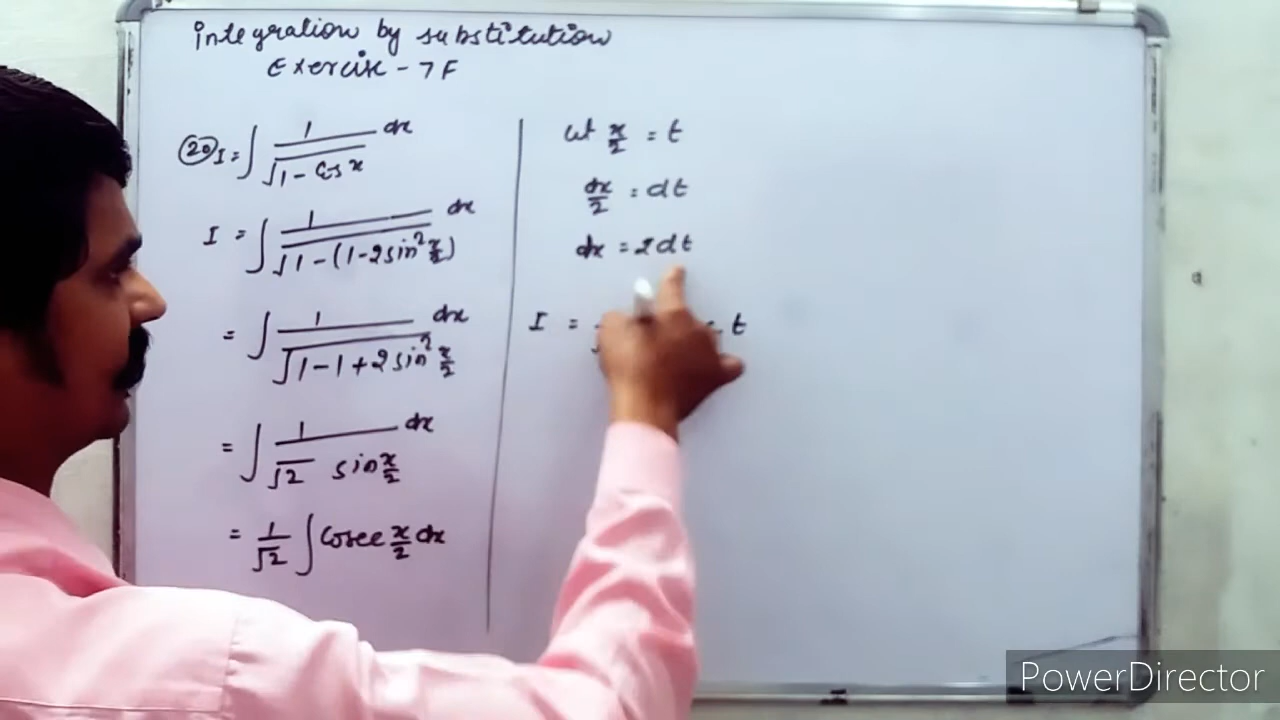 integration by substitution
Exercise - 7F
20 I = ∫ 1/√(1 - Cos x) dx
I = ∫ 1/√(1-(1-2sin² x/2)) dx
= ∫ 1/√(1-1+2sin² x/2) dx
= ∫ 1/(√2 sin x/2) dx
= 1/√2 ∫ Cosec x/2 dx
let x/2 = t
dx/2 = dt
dx = 2dt
I = t
PowerDirector